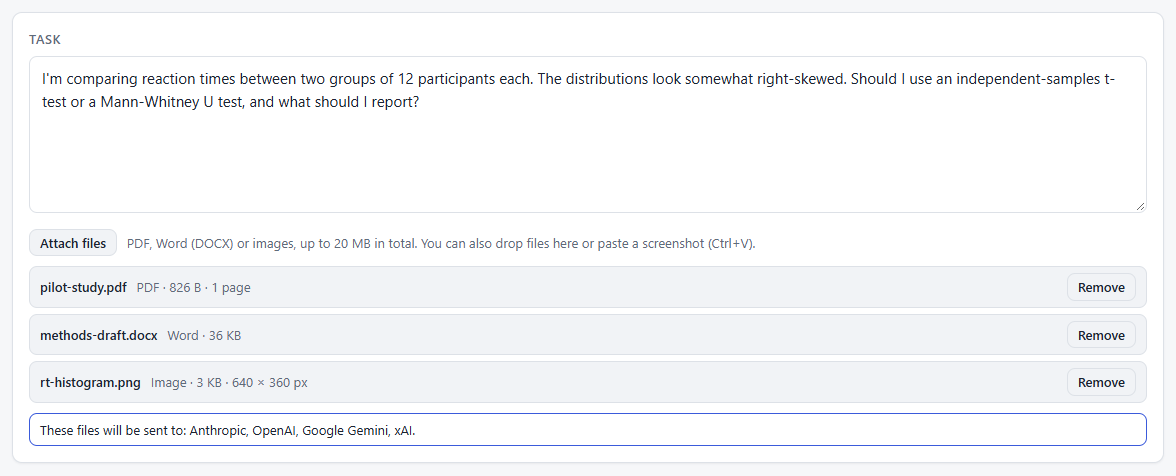 TASK
I'm comparing reaction times between two groups of 12 participants each. The distributions look somewhat right-skewed. Should I use an independent-samples t-
test or a Mann-Whitney U test, and what should I report?
Attach files PDF, Word (DOCX) or images, up to 20 MB in total. You can also drop files here or paste a screenshot (Ctrl+V).
pilot-study.pdf PDF · 826 B · 1 page Remove
methods-draft.docx Word · 36 KB Remove
rt-histogram.png Image · 3 KB · 640 × 360 px Remove
These files will be sent to: Anthropic, OpenAI, Google Gemini, xAI.